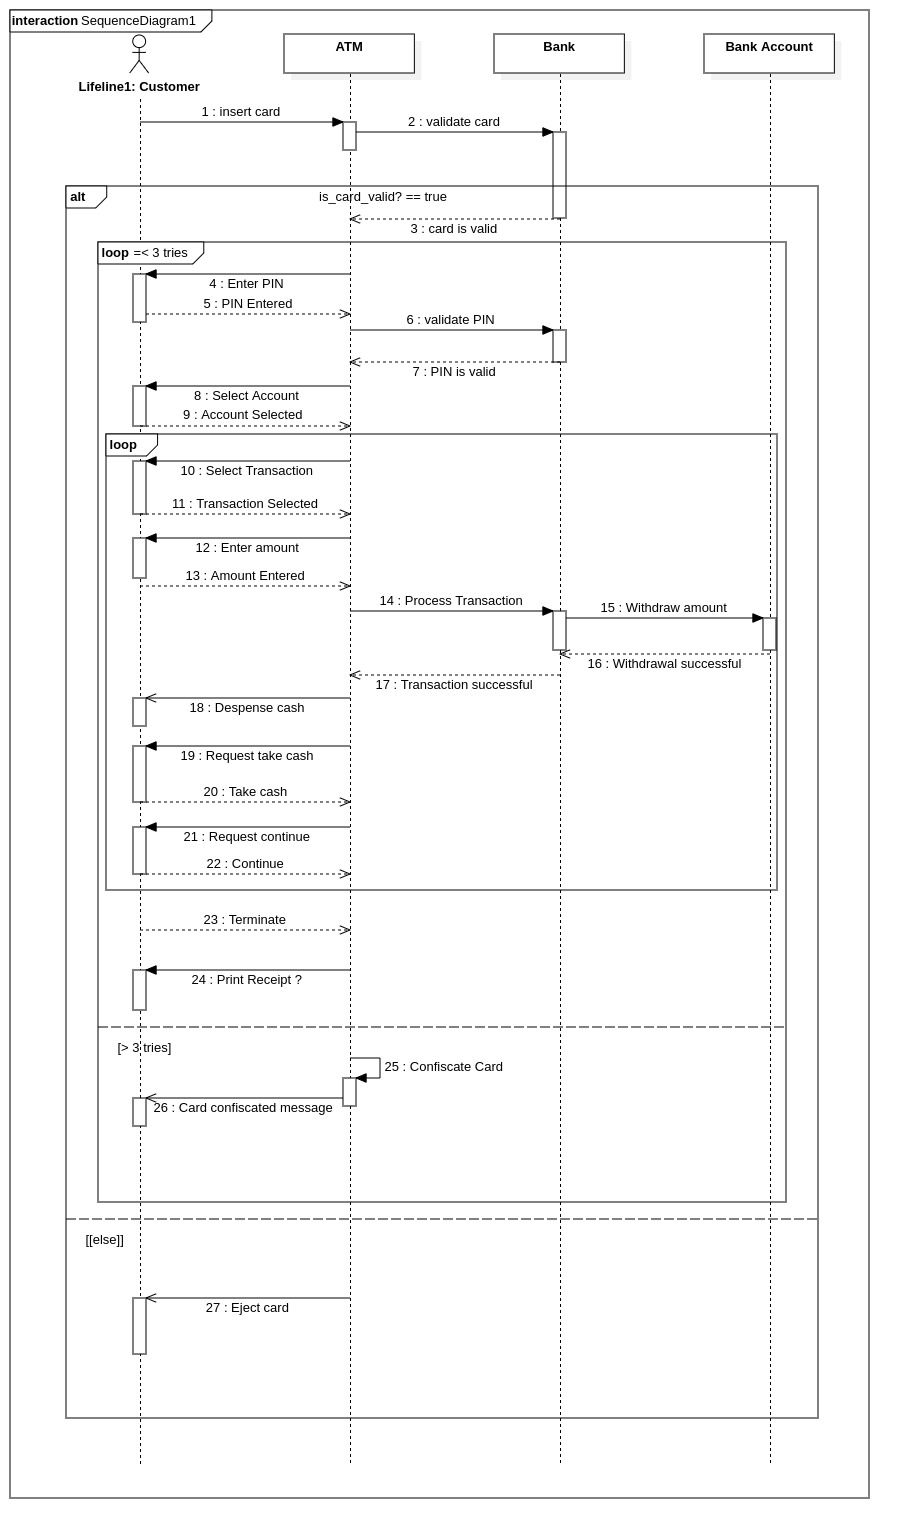 interaction SequenceDiagram1
ATM
Bank
Bank Account
Lifeline1: Customer
1 : insert card
2 : validate card
alt
is_card_valid? == true
3 : card is valid
loop =< 3 tries
4 : Enter PIN
5 : PIN Entered
6 : validate PIN
7 : PIN is valid
8 : Select Account
9 : Account Selected
loop
10 : Select Transaction
11 : Transaction Selected
12 : Enter amount
13 : Amount Entered
14 : Process Transaction
15 : Withdraw amount
16 : Withdrawal successful
17 : Transaction successful
18 : Despense cash
19 : Request take cash
20 : Take cash
21 : Request continue
22 : Continue
23 : Terminate
24 : Print Receipt ?
[> 3 tries]
25 : Confiscate Card
26 : Card confiscated message
[[else]]
27 : Eject card